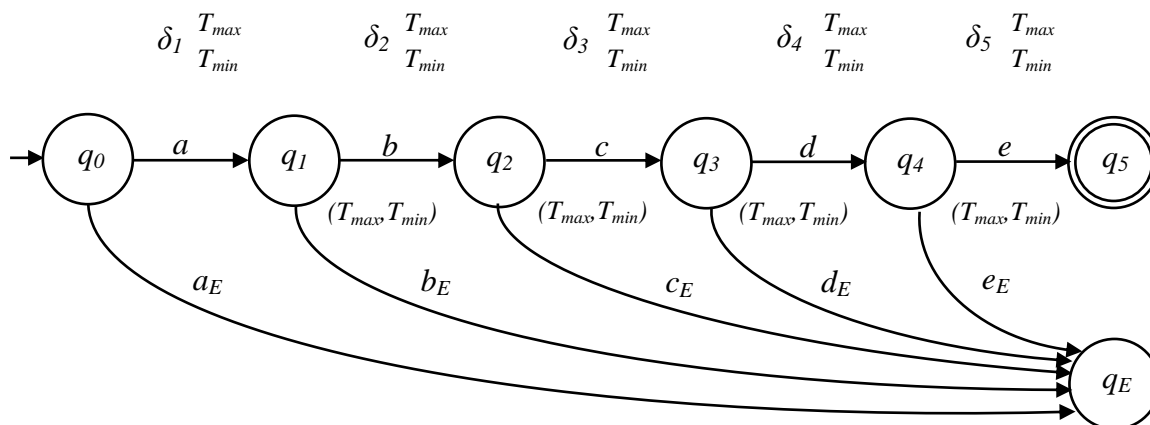 δ1 Tmax Tmin δ2 Tmax Tmin δ3 Tmax Tmin δ4 Tmax Tmin δ5 Tmax Tmin
q0 a q1 b q2 c q3 d q4 e q5
(Tmax,Tmin) (Tmax,Tmin) (Tmax,Tmin) (Tmax,Tmin)
aE bE cE dE eE
qE